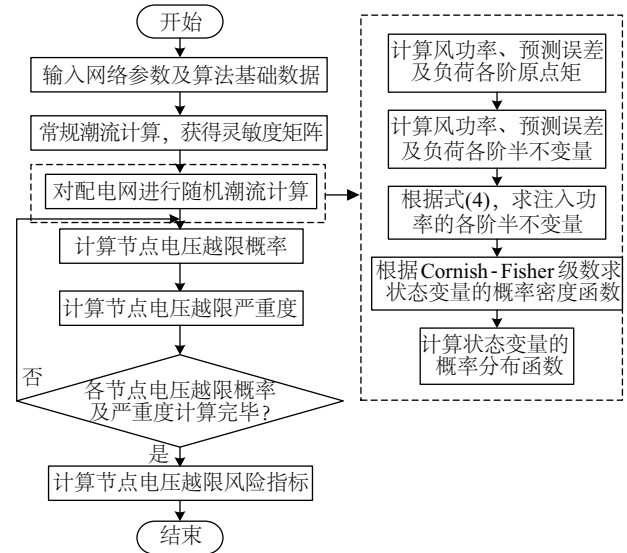 开始
输入网络参数及算法基础数据
常规潮流计算，获得灵敏度矩阵
对配电网进行随机潮流计算
计算节点电压越限概率
计算节点电压越限严重度
各节点电压越限概率
及严重度计算完毕?
否
是
计算节点电压越限风险指标
结束
计算风功率、预测误差
及负荷各阶原点矩
计算风功率、预测误差
及负荷各阶半不变量
根据式(4)，求注入功
率的各阶半不变量
根据Cornish-Fisher级数求
状态变量的概率密度函数
计算状态变量的
概率分布函数